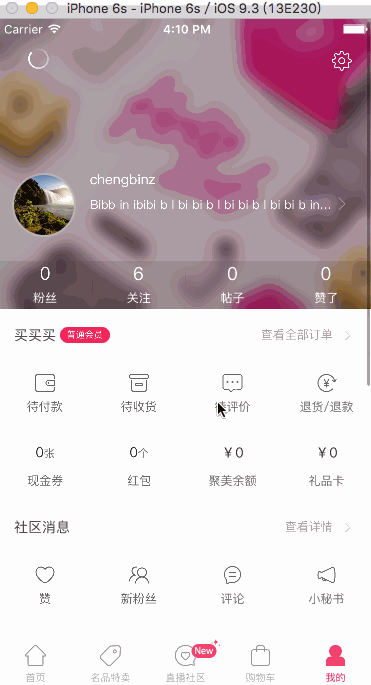 iPhone 6s - iPhone 6s / iOS 9.3 (13E230)
Carrier 4:10 PM
chengbinz
Bibb in ibibi b l bi bi b l bi bi b l bi bi b in...
0 6 0 0
粉丝 关注 帖子 赞了
买买买 普通会员 查看全部订单
待付款 待收货 待评价 退货/退款
0张 0个 ¥0 ¥0
现金券 红包 聚美余额 礼品卡
社区消息 查看详情
赞 新粉丝 评论 小秘书
New
首页 名品特卖 直播社区 购物车 我的